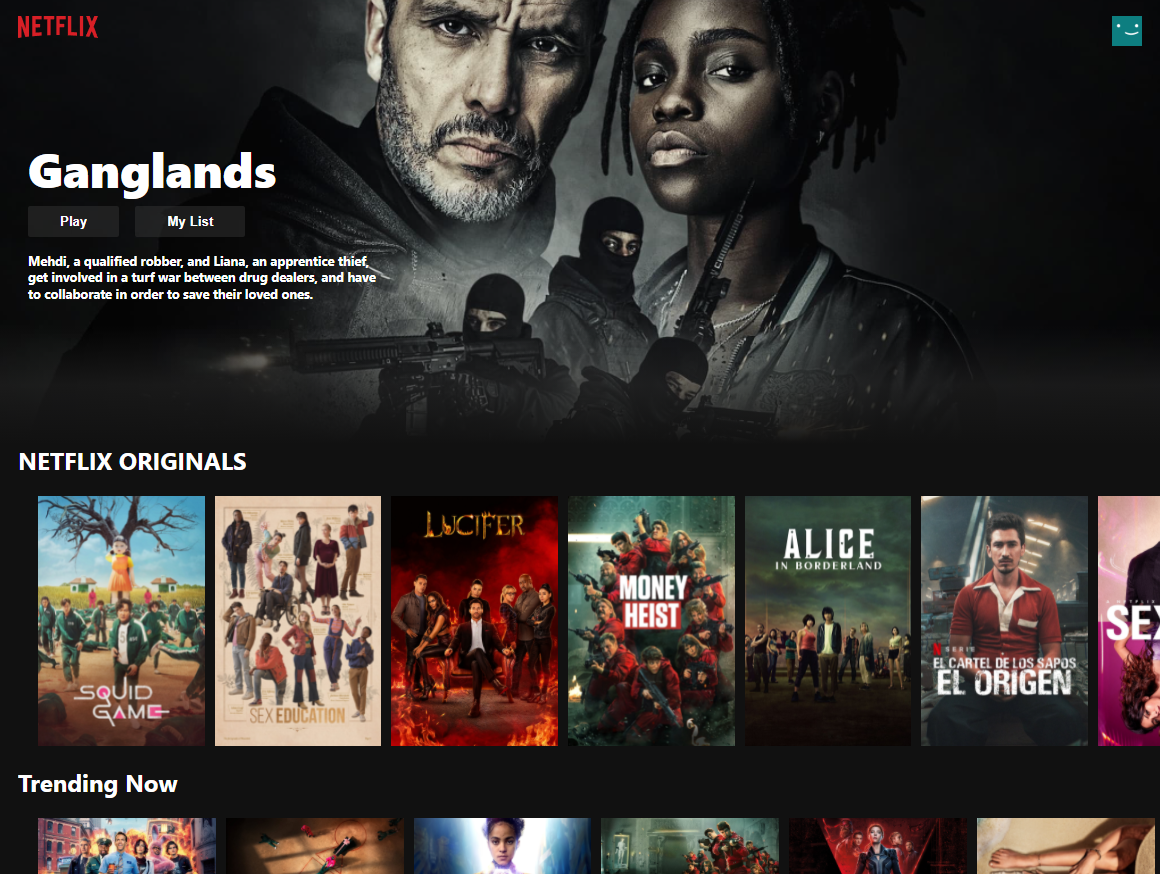 NETFLIX
Ganglands
Play
My List
Mehdi, a qualified robber, and Liana, an apprentice thief,
get involved in a turf war between drug dealers, and have
to collaborate in order to save their loved ones.
NETFLIX ORIGINALS
SQUID
GAME
SEX EDUCATION
LUCIFER
MONEY
HEIST
ALICE
IN BORDERLAND
N SERIE
EL CARTEL DE LOS SAPOS
EL ORIGEN
SEX
Trending Now